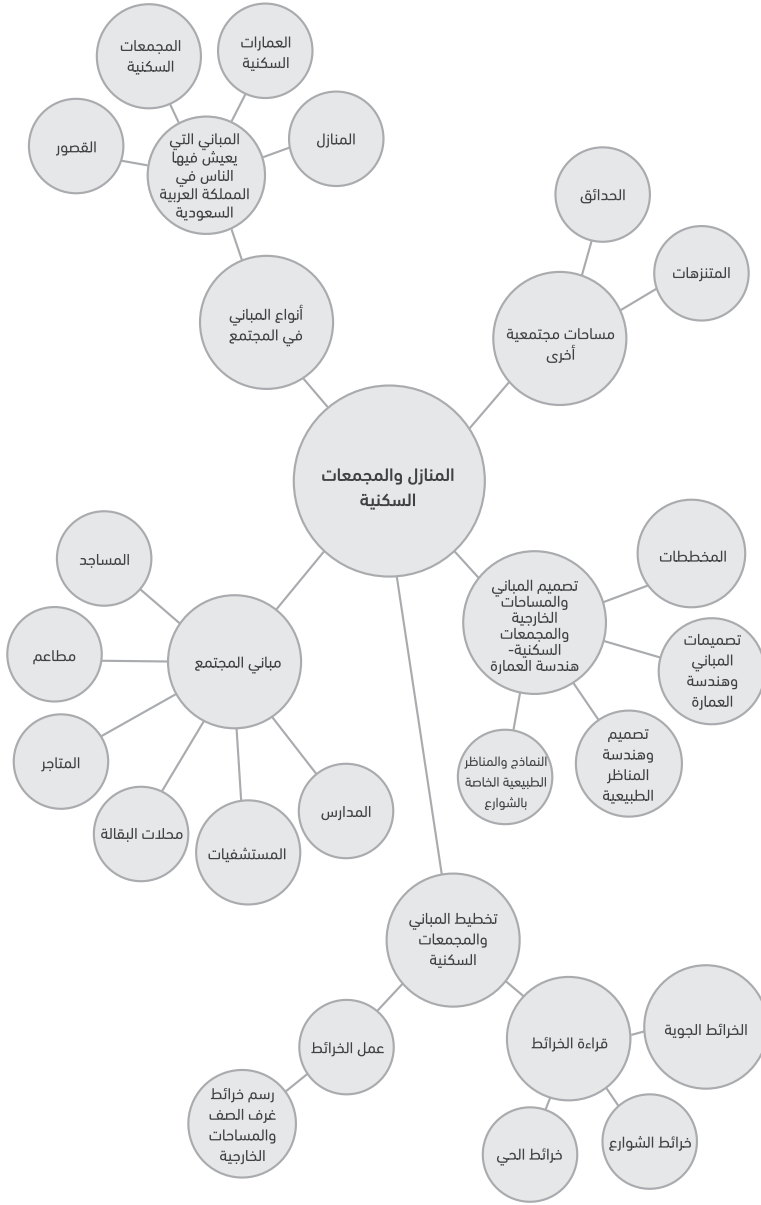 المنازل والمجمعات
السكنية
أنواع المباني
في المجتمع
المباني التي
يعيش فيها
الناس في
المملكة العربية
السعودية
المنازل
العمارات
السكنية
المجمعات
السكنية
القصور
مساحات مجتمعية
أخرى
الحدائق
المتنزهات
تصميم المباني
والمساحات
الخارجية
والمجمعات
السكنية-
هندسة العمارة
المخططات
تصميمات
المباني
وهندسة
العمارة
تصميم
وهندسة
المناظر
الطبيعية
النماذج والمناظر
الطبيعية الخاصة
بالشوارع
مباني المجتمع
المساجد
مطاعم
المتاجر
محلات البقالة
المستشفيات
المدارس
تخطيط المباني
والمجمعات
السكنية
قراءة الخرائط
الخرائط الجوية
خرائط الشوارع
خرائط الحي
عمل الخرائط
رسم خرائط
غرف الصف
والمساحات
الخارجية